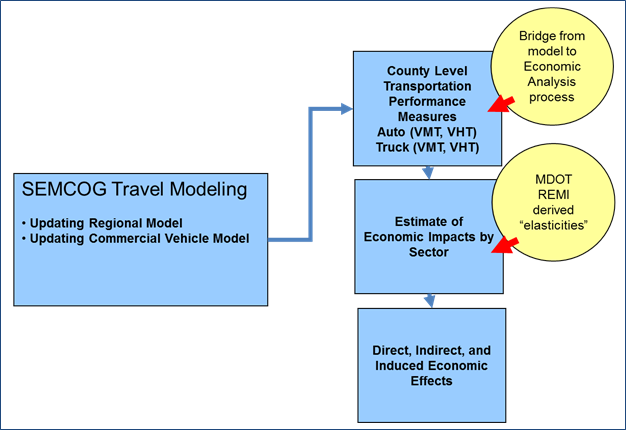 SEMCOG Travel Modeling
• Updating Regional Model
• Updating Commercial Vehicle Model
County Level
Transportation
Performance
Measures
Auto (VMT, VHT)
Truck (VMT, VHT)
Bridge from
model to
Economic
Analysis
process
Estimate of
Economic Impacts by
Sector
MDOT
REMI
derived
“elasticities”
Direct, Indirect, and
Induced Economic
Effects